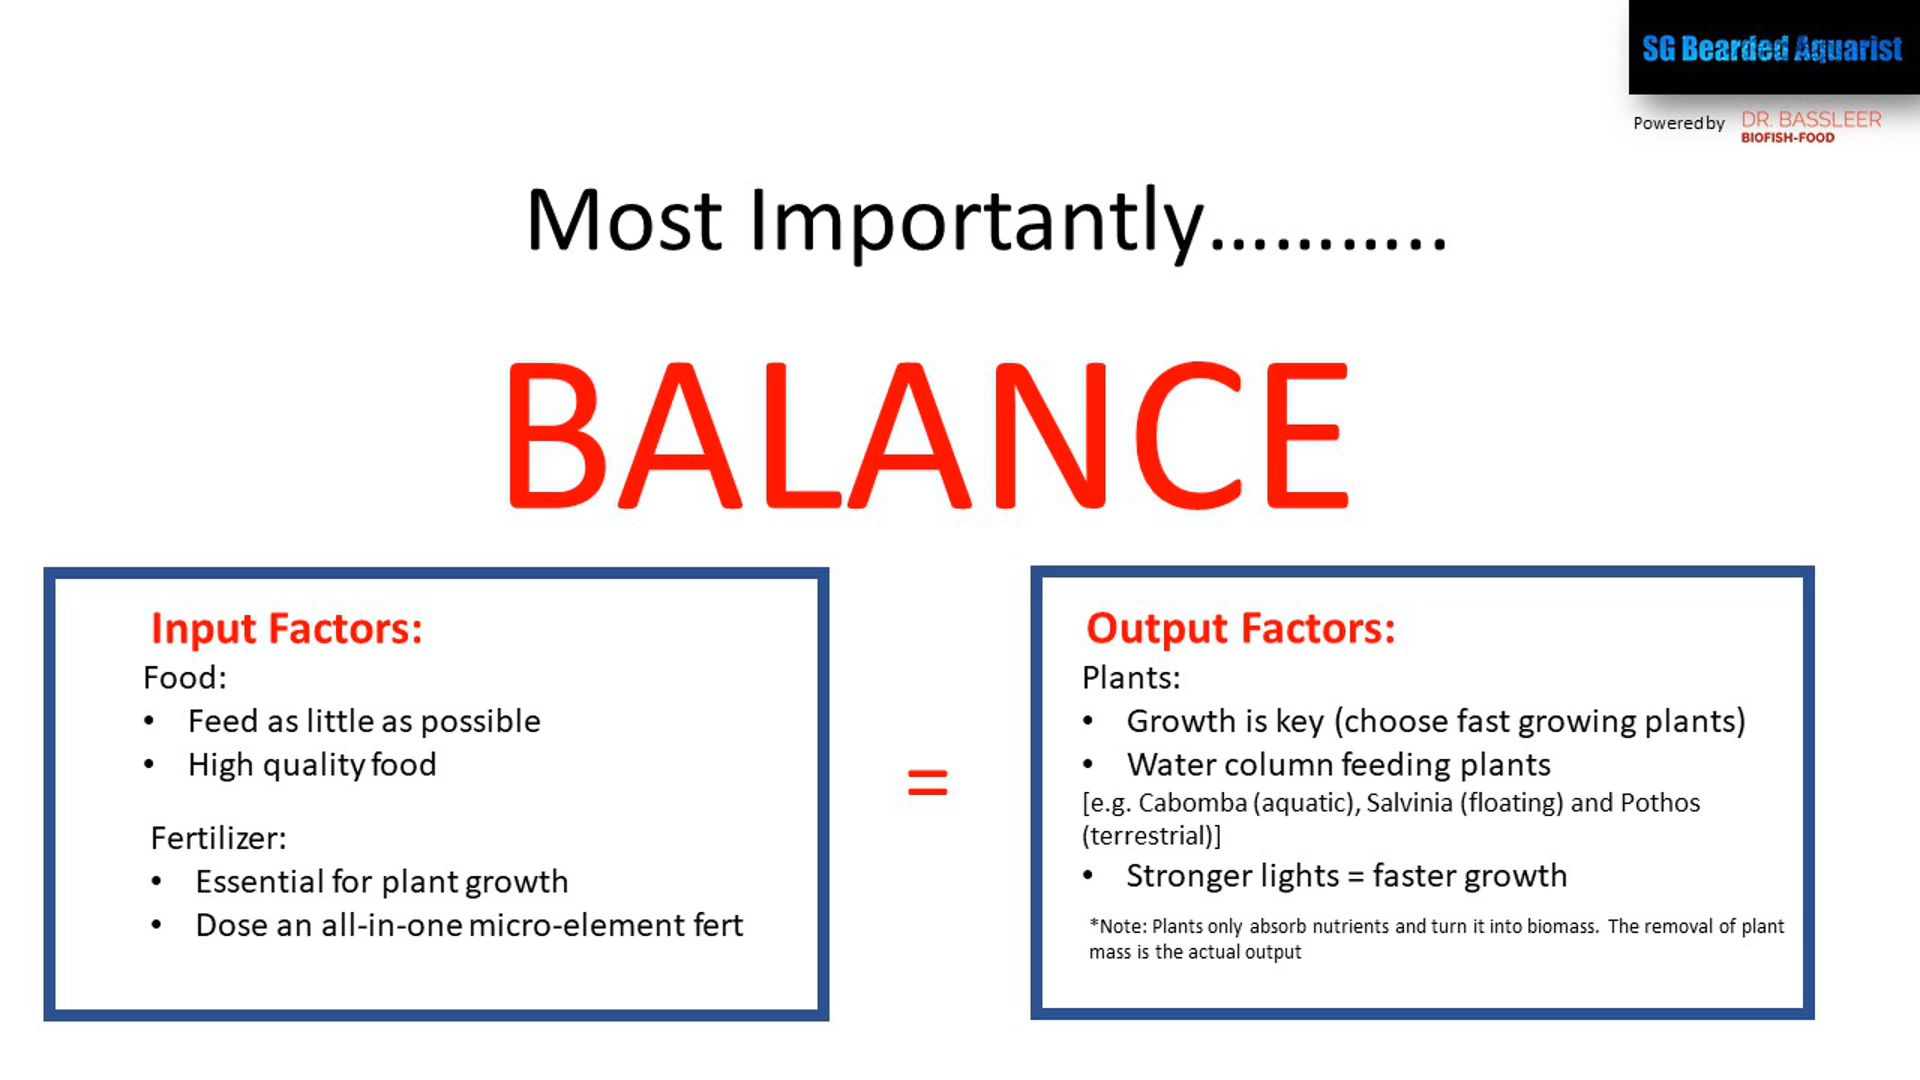 SG Bearded Aquarist
Powered by DR. BASSLEER
BIOFISH-FOOD
Most Importantly………..
BALANCE
Input Factors:
Food:
• Feed as little as possible
• High quality food
Fertilizer:
• Essential for plant growth
• Dose an all-in-one micro-element fert
=
Output Factors:
Plants:
• Growth is key (choose fast growing plants)
• Water column feeding plants
[e.g. Cabomba (aquatic), Salvinia (floating) and Pothos
(terrestrial)]
• Stronger lights = faster growth
*Note: Plants only absorb nutrients and turn it into biomass. The removal of plant
mass is the actual output